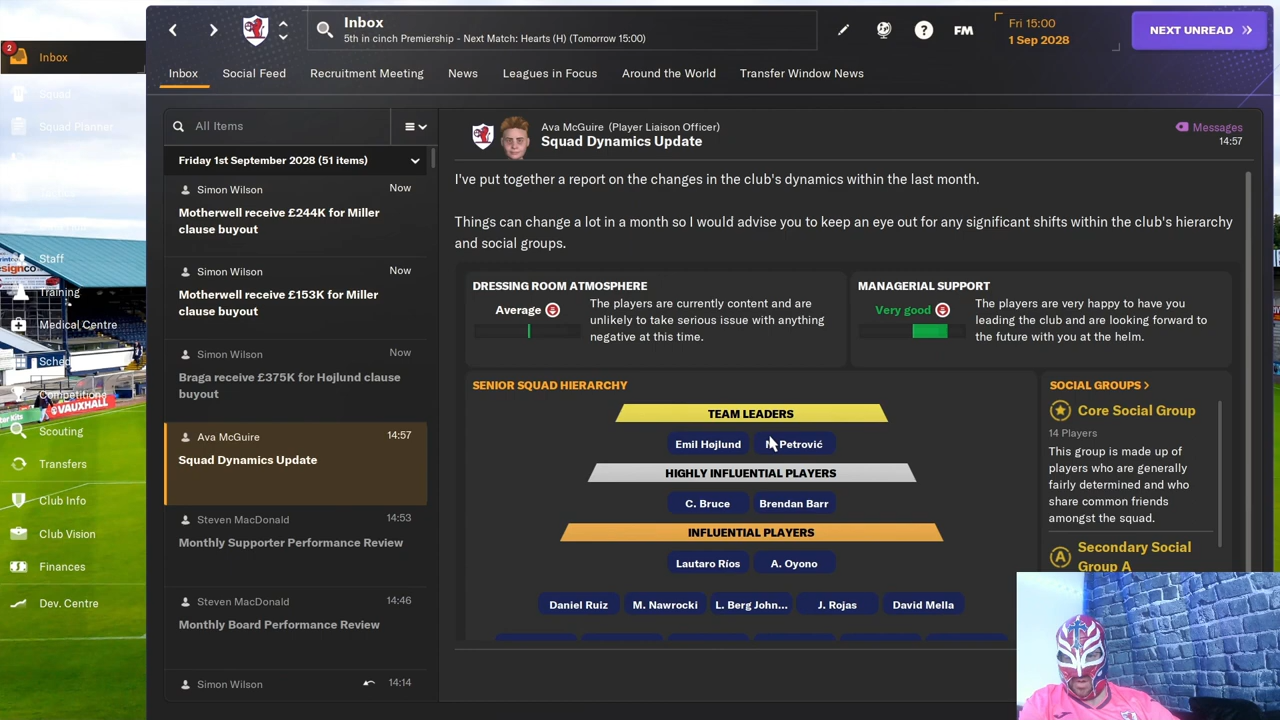 Inbox
5th in cinch Premiership - Next Match: Hearts (H) (Tomorrow 15:00)
?
FM
Fri 15:00
1 Sep 2028
NEXT UNREAD
2
Inbox
Squad
Squad Planner
Staff
Training
Medical Centre
Sched
Competitions
Scouting
Transfers
Club Info
Club Vision
Finances
Dev. Centre
esignco
Star Kits
VAUXHALL
Inbox
Social Feed
Recruitment Meeting
News
Leagues in Focus
Around the World
Transfer Window News
All Items
Friday 1st September 2028 (51 items)
Simon Wilson
Now
Motherwell receive £244K for Miller
clause buyout
Simon Wilson
Now
Motherwell receive £153K for Miller
clause buyout
Simon Wilson
Now
Braga receive £375K for Højlund clause
buyout
Ava McGuire
14:57
Squad Dynamics Update
Steven MacDonald
14:53
Monthly Supporter Performance Review
Steven MacDonald
14:46
Monthly Board Performance Review
Simon Wilson
14:14
Ava McGuire (Player Liaison Officer)
Squad Dynamics Update
Messages
14:57
I've put together a report on the changes in the club's dynamics within the last month.
Things can change a lot in a month so I would advise you to keep an eye out for any significant shifts within the club's hierarchy
and social groups.
DRESSING ROOM ATMOSPHERE
Average
The players are currently content and are
unlikely to take serious issue with anything
negative at this time.
MANAGERIAL SUPPORT
Very good
The players are very happy to have you
leading the club and are looking forward to
the future with you at the helm.
SENIOR SQUAD HIERARCHY
TEAM LEADERS
Emil Højlund
Petrović
HIGHLY INFLUENTIAL PLAYERS
C. Bruce
Brendan Barr
INFLUENTIAL PLAYERS
Lautaro Ríos
A. Oyono
Daniel Ruiz
M. Nawrocki
L. Berg John...
J. Rojas
David Mella
SOCIAL GROUPS >
Core Social Group
14 Players
This group is made up of
players who are generally
fairly determined and who
share common friends
amongst the squad.
A
Secondary Social
Group A